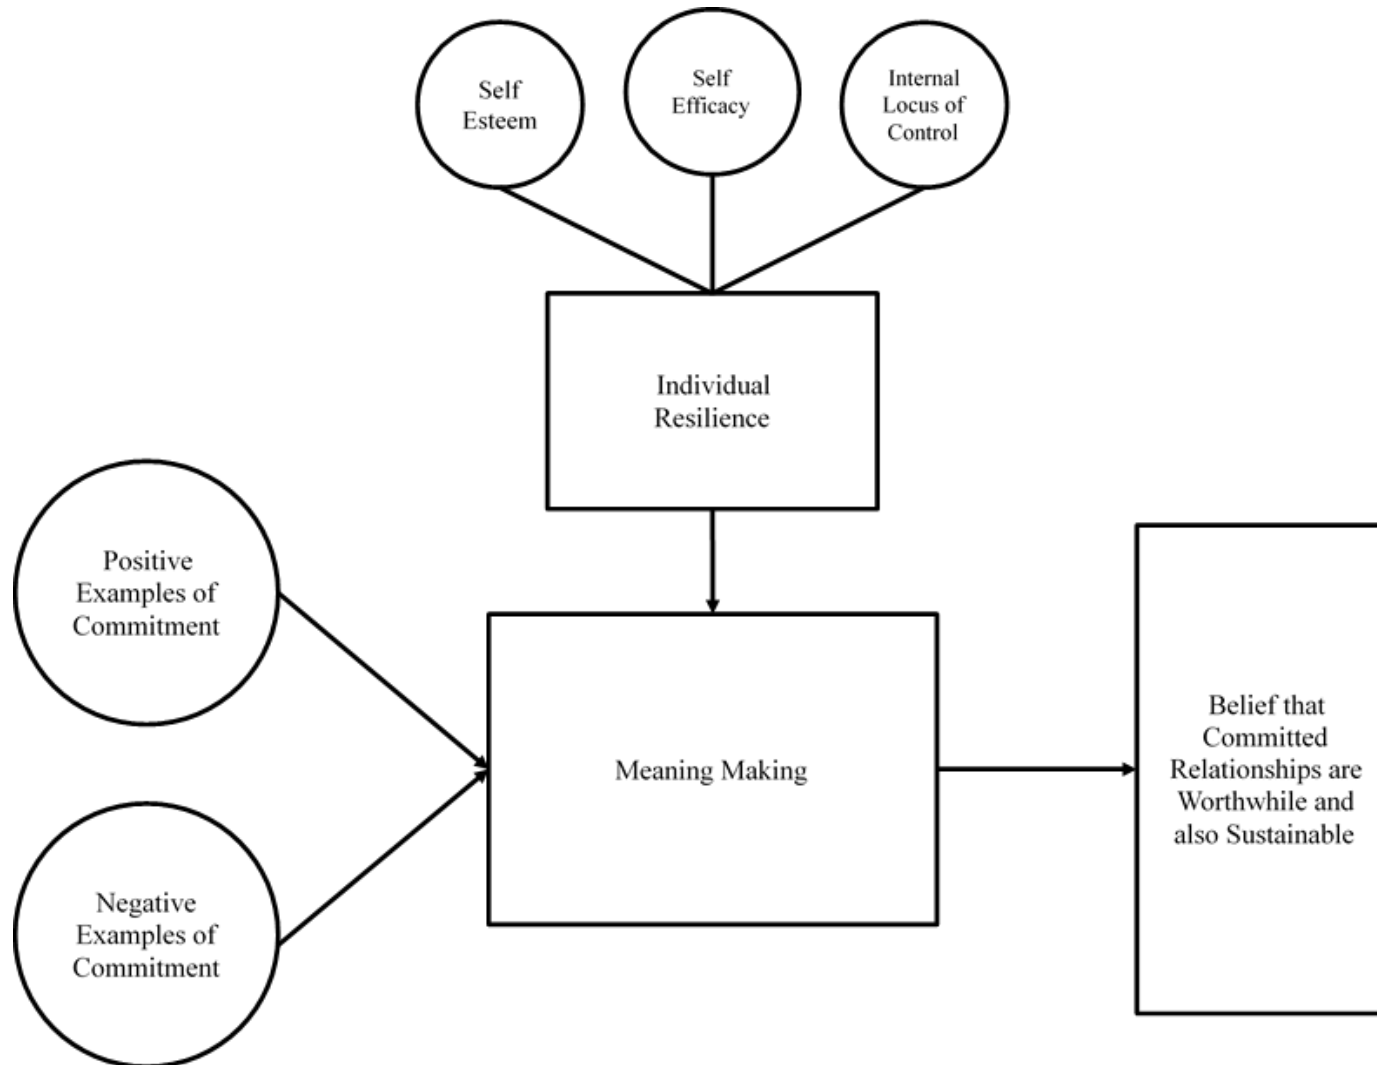 Self
Esteem
Self
Efficacy
Internal
Locus of
Control
Individual
Resilience
Positive
Examples of
Commitment
Meaning Making
Belief that
Committed
Relationships are
Worthwhile and
also Sustainable
Negative
Examples of
Commitment